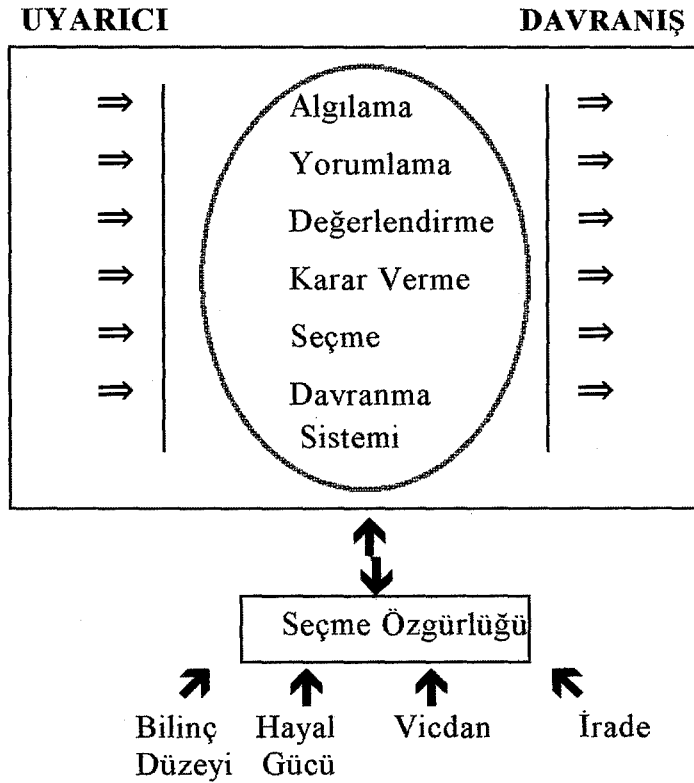 UYARICI DAVRANIŞ
⇒ Algılama ⇒
⇒ Yorumlama ⇒
⇒ Değerlendirme ⇒
⇒ Karar Verme ⇒
⇒ Seçme ⇒
⇒ Davranma ⇒
Sistemi
Seçme Özgürlüğü
Bilinç Hayal Vicdan İrade
Düzeyi Gücü